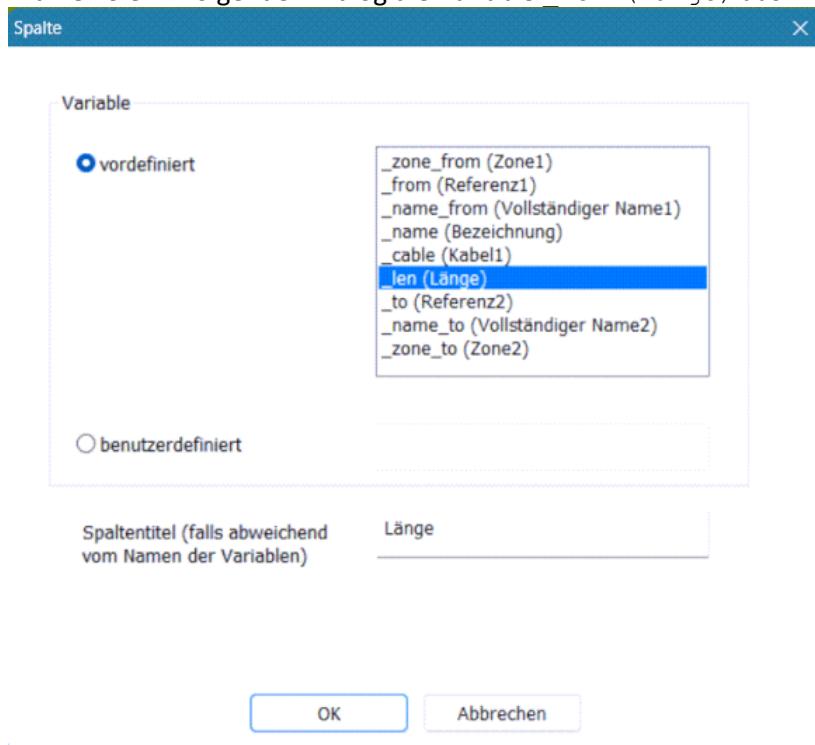 Spalte
Variable
vordefiniert
_zone_from (Zone1)
_from (Referenz1)
_name_from (Vollständiger Name1)
_name (Bezeichnung)
_cable (Kabel1)
_len (Länge)
_to (Referenz2)
_name_to (Vollständiger Name2)
_zone_to (Zone2)
benutzerdefiniert
Spaltentitel (falls abweichend
vom Namen der Variablen)
Länge
OK
Abbrechen